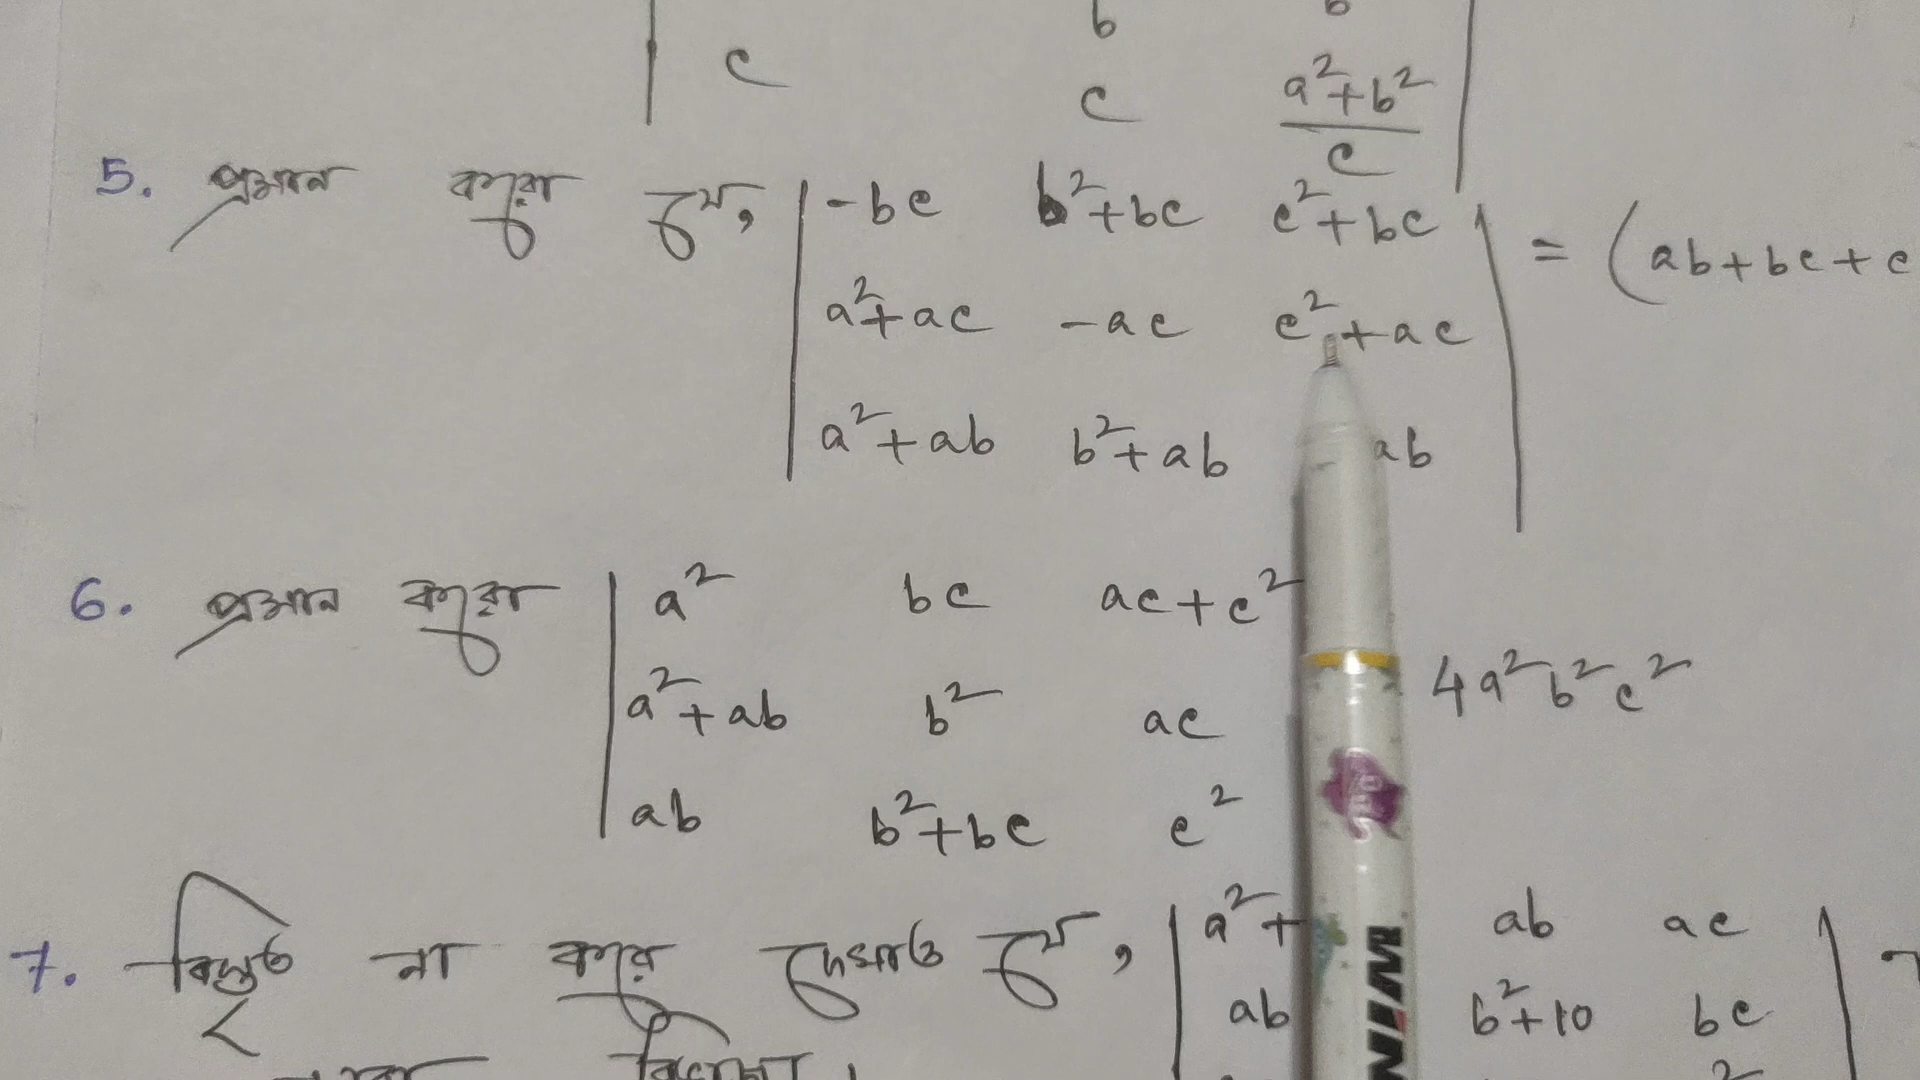 b b
c c a²+b²
c
5. প্রমান করো যে, | -bc b²+bc c²+bc | = (ab+bc+c
a²+ac -ac c²+ac
a²+ab b²+ab ab
6. প্রমান করো | a² bc ac+c²
a²+ab b² ac 4a²b²c²
ab b²+bc c²
7. বিস্তৃত না করে দেখাও যে, | a²+ ab ac |
ab b²+10 bc
WIN